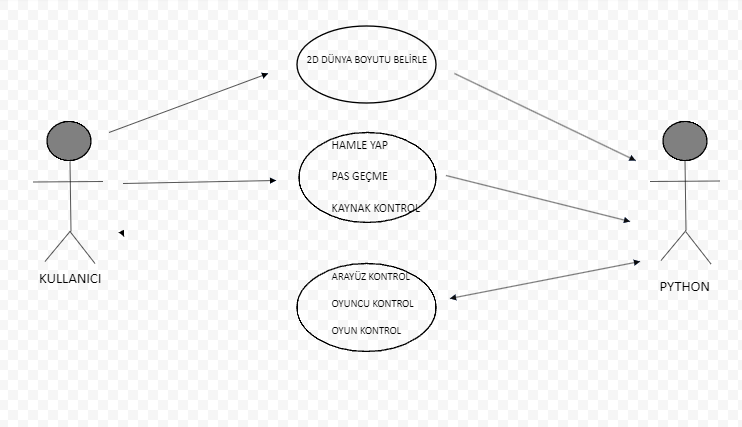 2D DÜNYA BOYUTU BELİRLE
HAMLE YAP
PAS GEÇME
KAYNAK KONTROL
KULLANICI
PYTHON
ARAYÜZ KONTROL
OYUNCU KONTROL
OYUN KONTROL